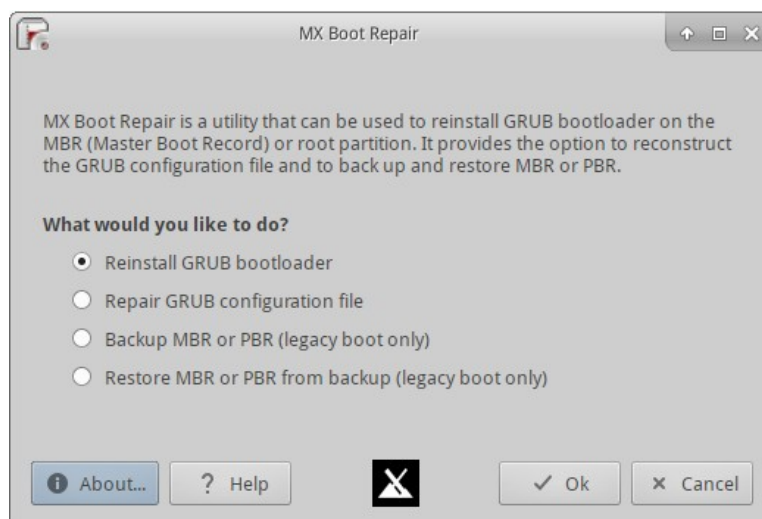 MX Boot Repair
MX Boot Repair is a utility that can be used to reinstall GRUB bootloader on the
MBR (Master Boot Record) or root partition. It provides the option to reconstruct
the GRUB configuration file and to back up and restore MBR or PBR.
What would you like to do?
Reinstall GRUB bootloader
Repair GRUB configuration file
Backup MBR or PBR (legacy boot only)
Restore MBR or PBR from backup (legacy boot only)
About... ? Help Ok Cancel